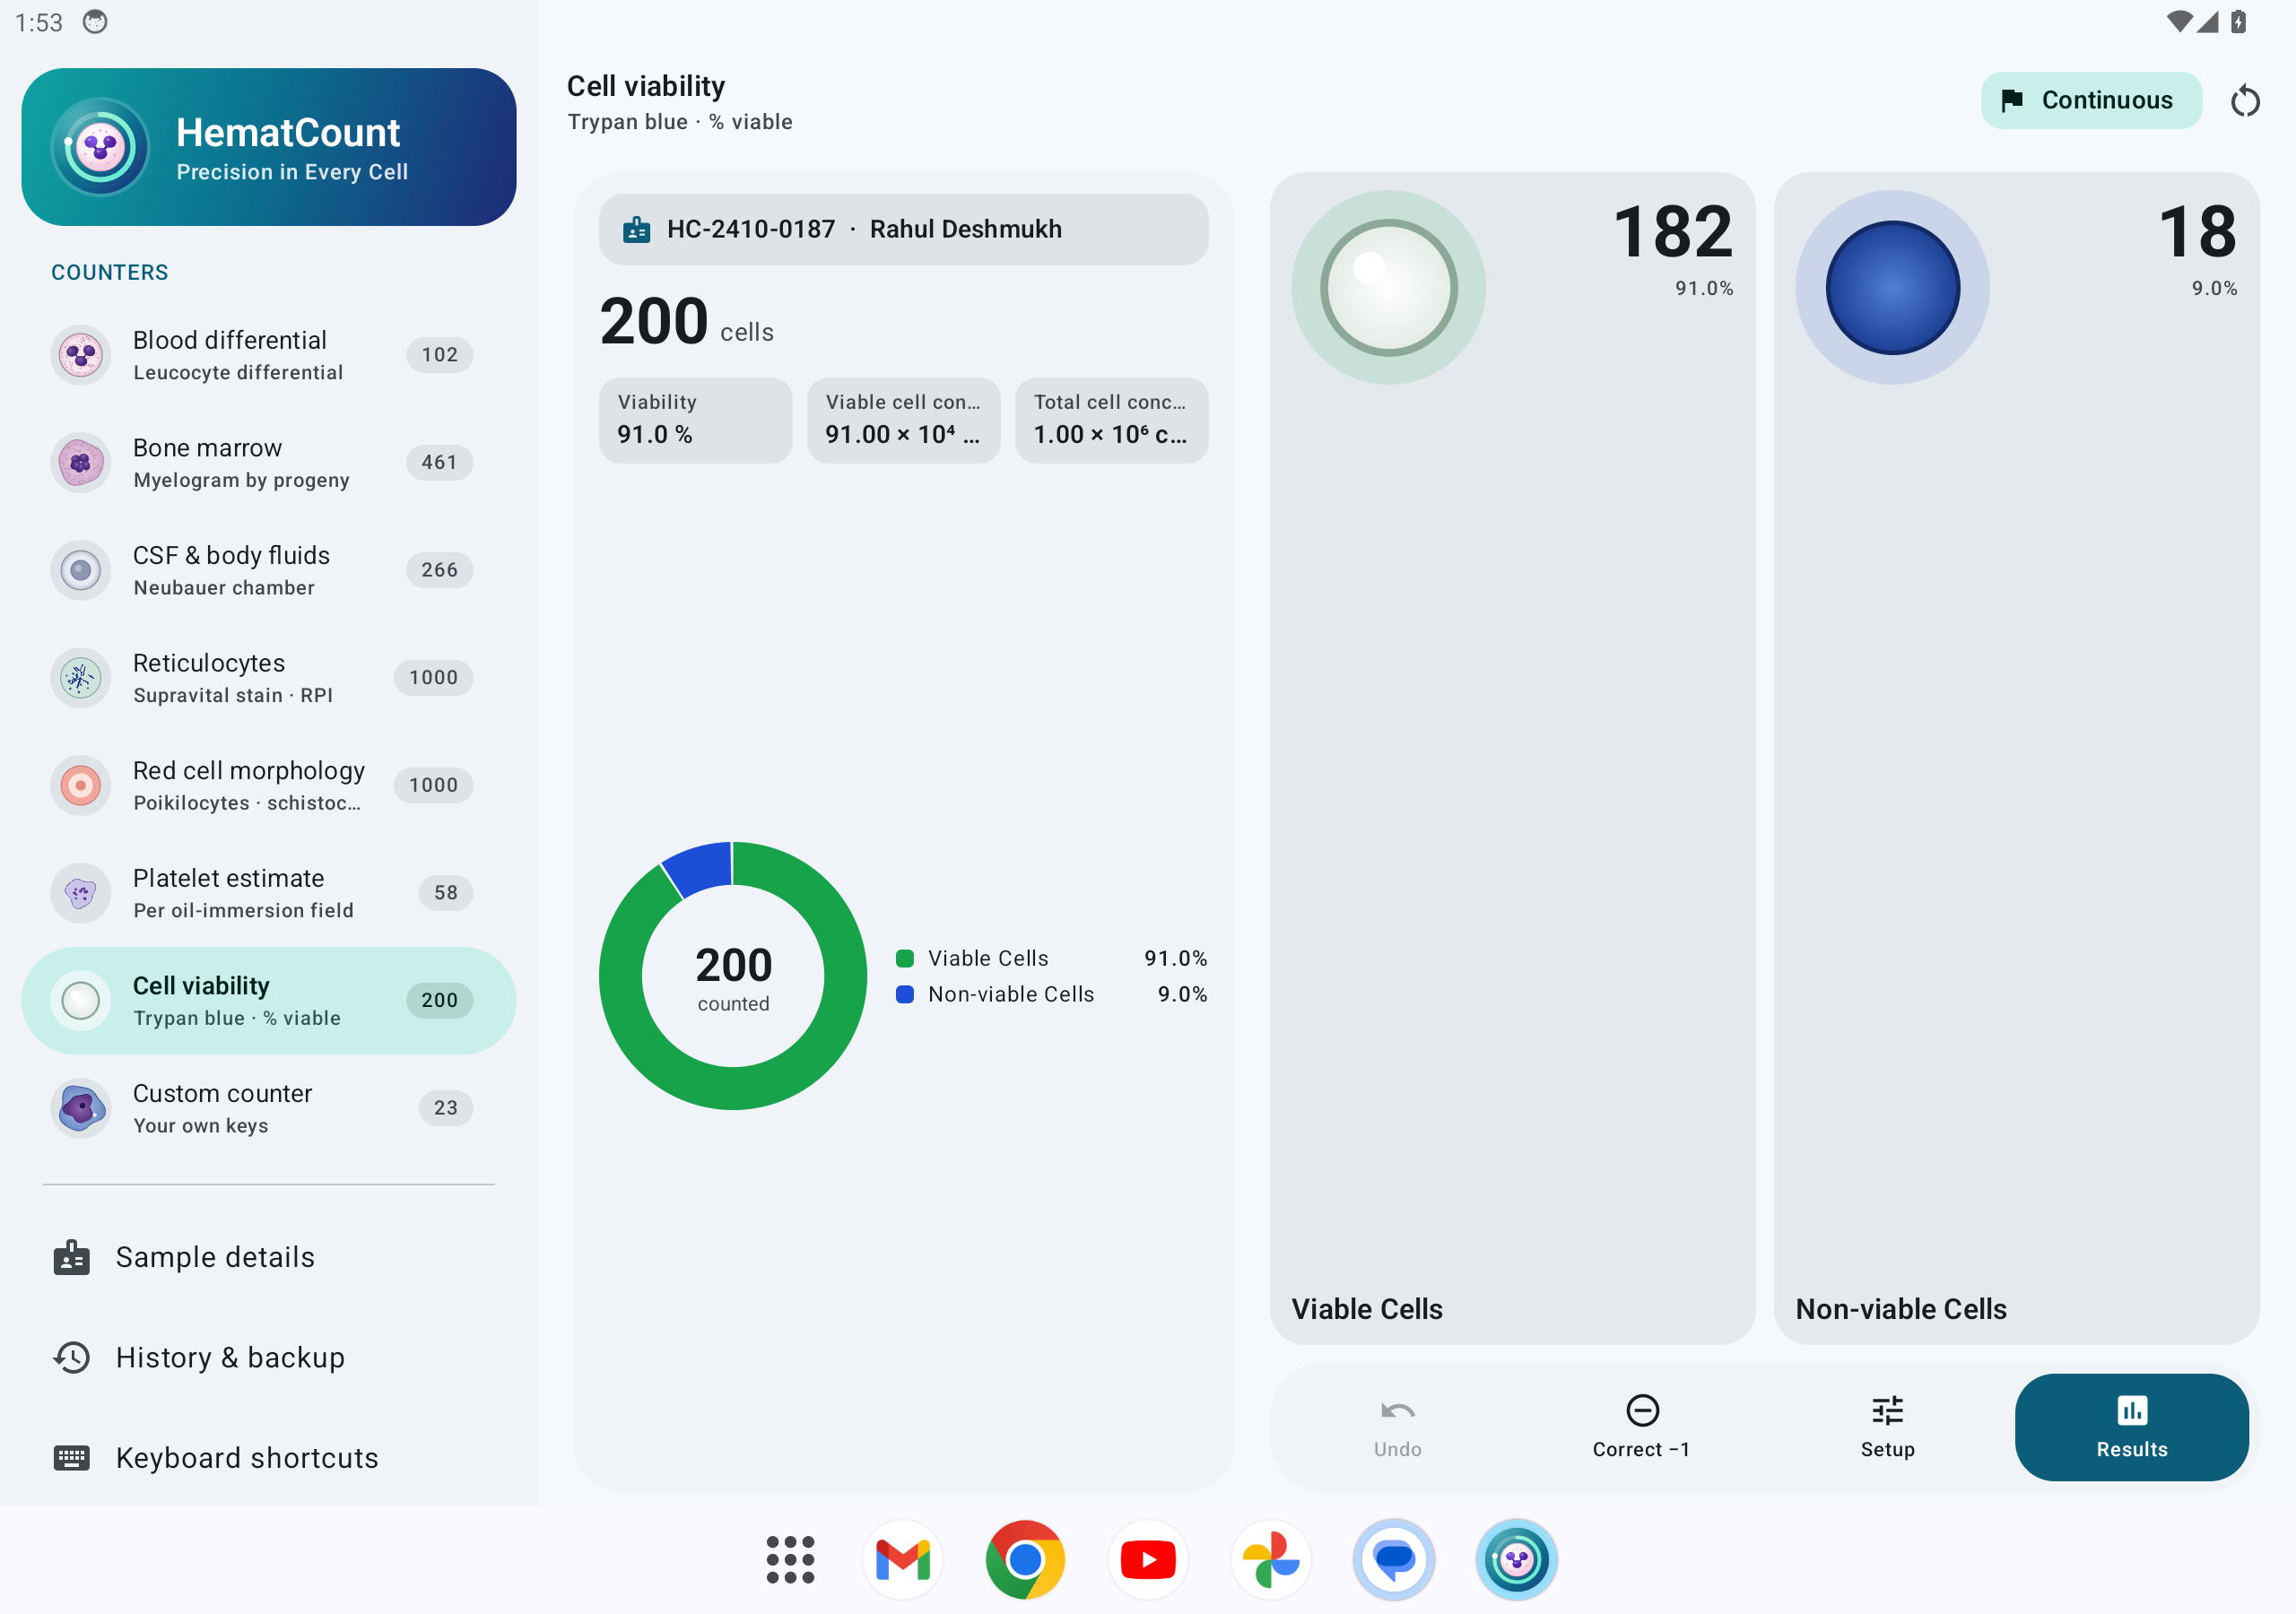 1:53
HematCount
Precision in Every Cell
COUNTERS
Blood differential
Leucocyte differential
102
Bone marrow
Myelogram by progeny
461
CSF & body fluids
Neubauer chamber
266
Reticulocytes
Supravital stain · RPI
1000
Red cell morphology
Poikilocytes · schistoc...
1000
Platelet estimate
Per oil-immersion field
58
Cell viability
Trypan blue · % viable
200
Custom counter
Your own keys
23
Sample details
History & backup
Keyboard shortcuts
Cell viability
Trypan blue · % viable
Continuous
HC-2410-0187 · Rahul Deshmukh
200 cells
Viability
91.0 %
Viable cell con...
91.00 × 10⁴ ...
Total cell conc...
1.00 × 10⁶ c...
200
counted
Viable Cells 91.0%
Non-viable Cells 9.0%
182
91.0%
Viable Cells
18
9.0%
Non-viable Cells
Undo
Correct −1
Setup
Results